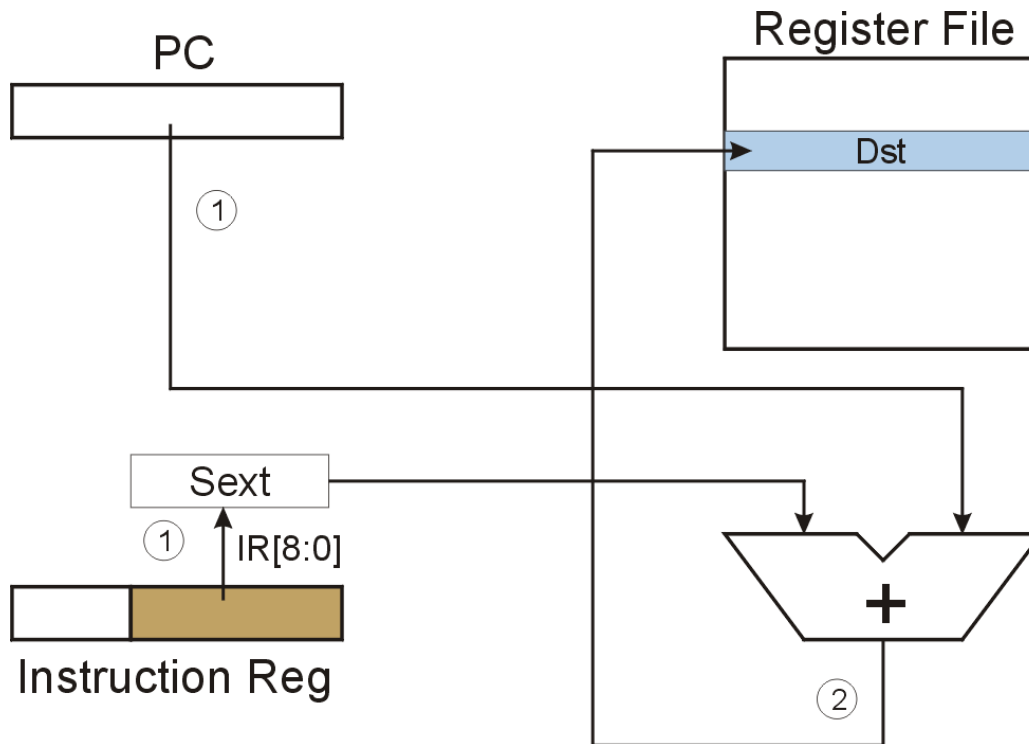 PC
Register File
Dst
1
Sext
1
IR[8:0]
+
Instruction Reg
2